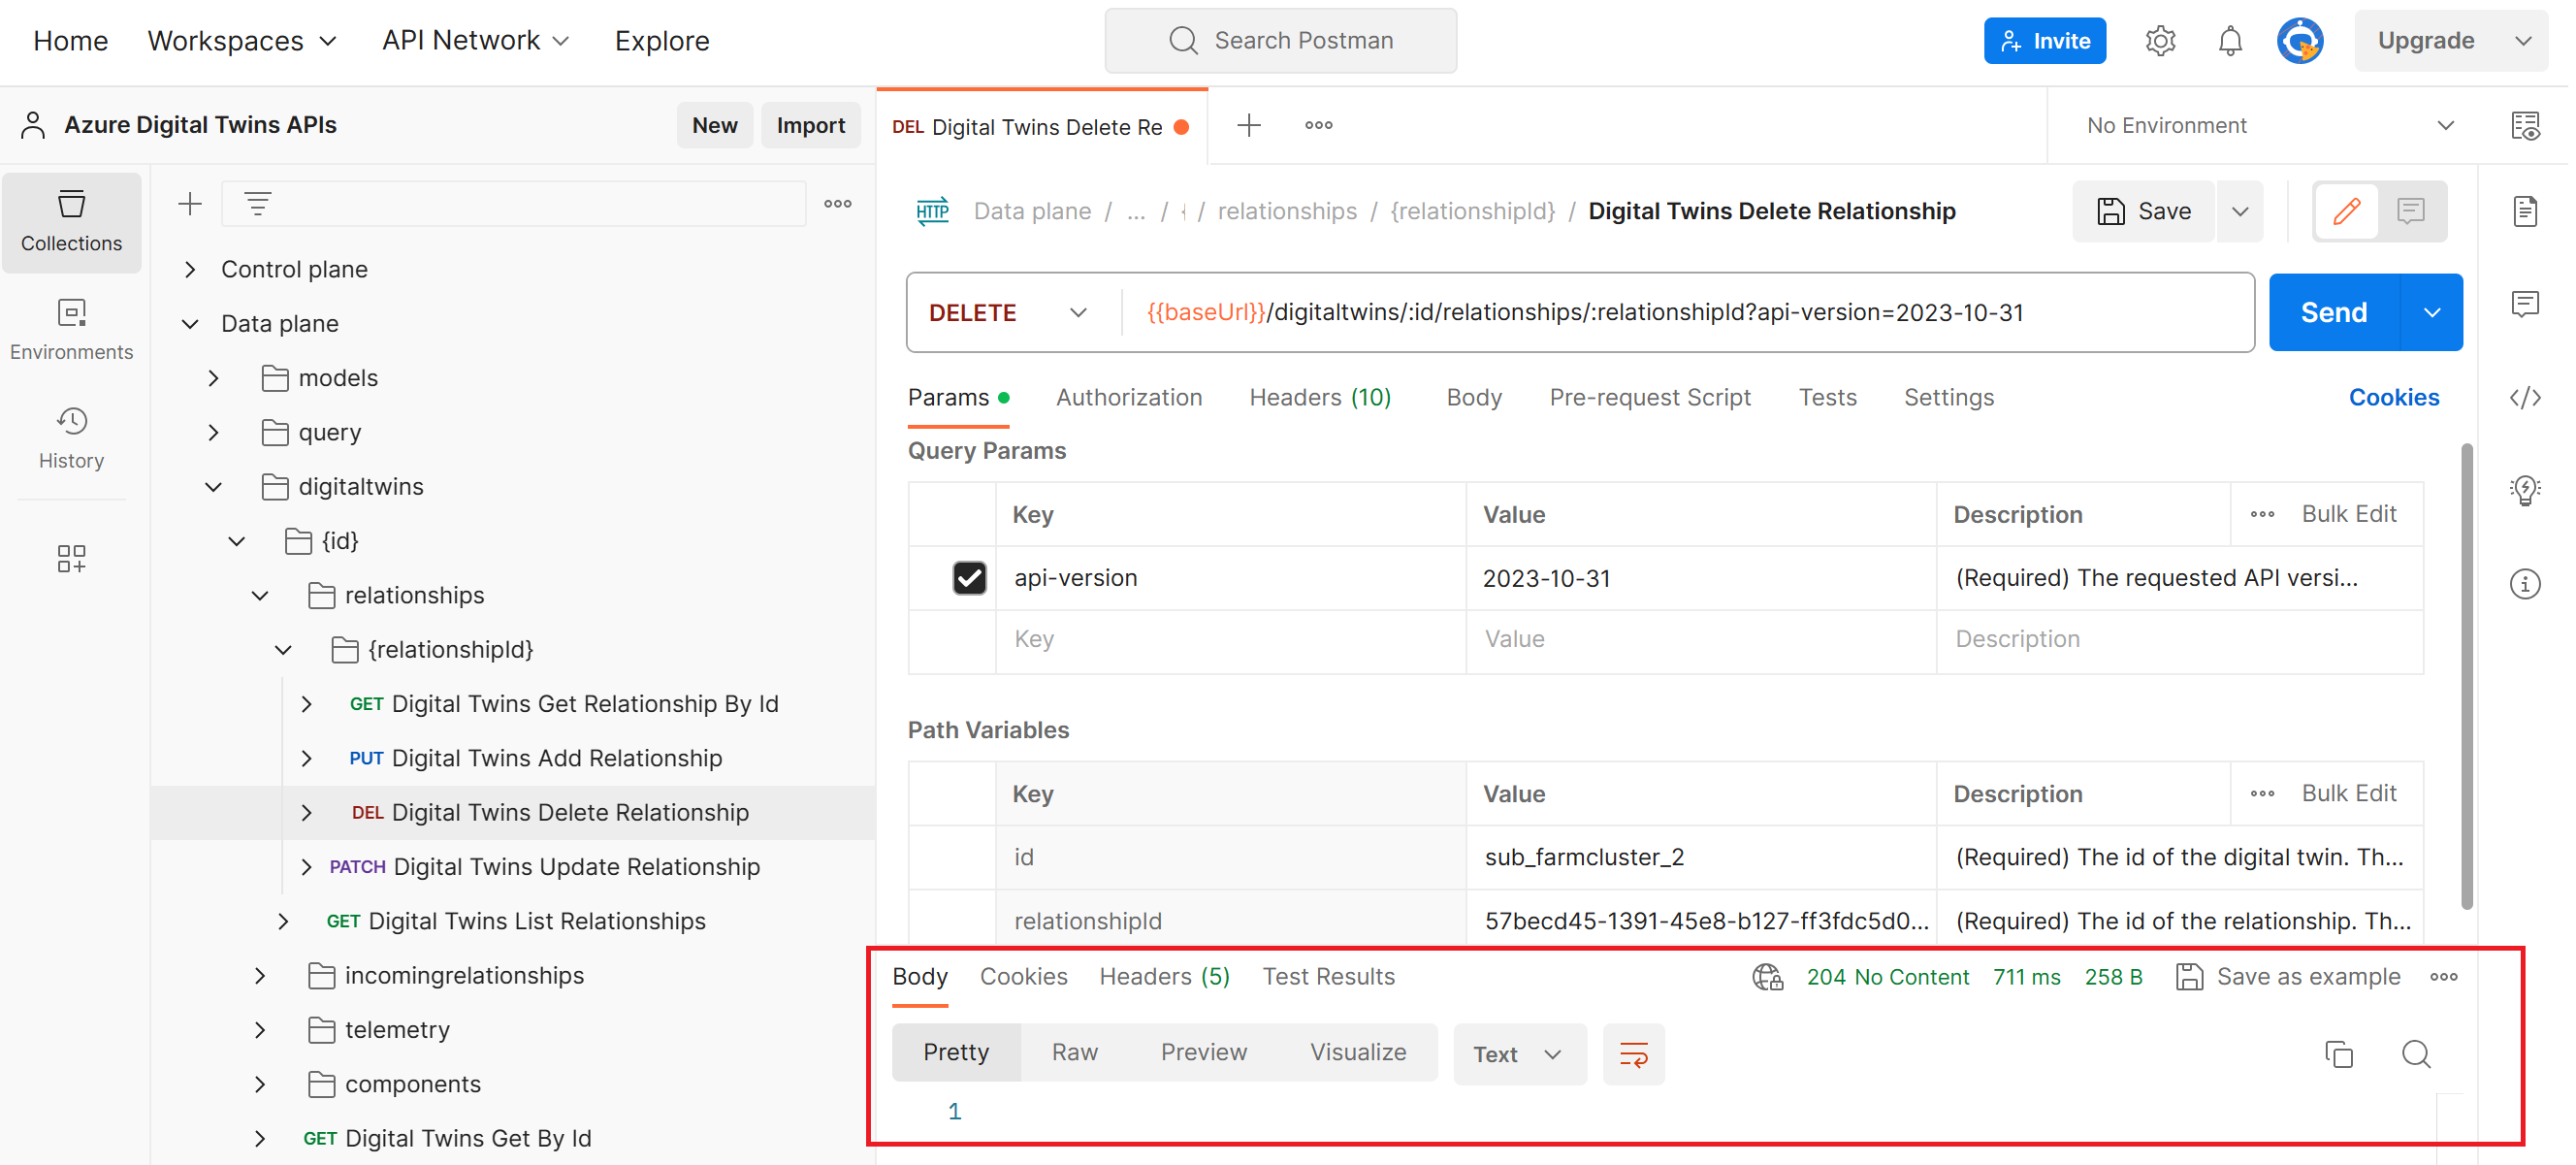 Home Workspaces API Network Explore Search Postman Invite Upgrade
Azure Digital Twins APIs New Import
DEL Digital Twins Delete Re No Environment
Collections
Environments
History
Control plane
Data plane
models
query
digitaltwins
{id}
relationships
{relationshipId}
GET Digital Twins Get Relationship By Id
PUT Digital Twins Add Relationship
DEL Digital Twins Delete Relationship
PATCH Digital Twins Update Relationship
GET Digital Twins List Relationships
incomingrelationships
telemetry
components
GET Digital Twins Get By Id
HTTP Data plane / ... / { / relationships / {relationshipId} / Digital Twins Delete Relationship Save
DELETE {{baseUrl}}/digitaltwins/:id/relationships/:relationshipId?api-version=2023-10-31 Send
Params Authorization Headers (10) Body Pre-request Script Tests Settings Cookies
Query Params
Key Value Description Bulk Edit
api-version 2023-10-31 (Required) The requested API versi...
Key Value Description
Path Variables
Key Value Description Bulk Edit
id sub_farmcluster_2 (Required) The id of the digital twin. Th...
relationshipId 57becd45-1391-45e8-b127-ff3fdc5d0... (Required) The id of the relationship. Th...
Body Cookies Headers (5) Test Results 204 No Content 711 ms 258 B Save as example
Pretty Raw Preview Visualize Text
1